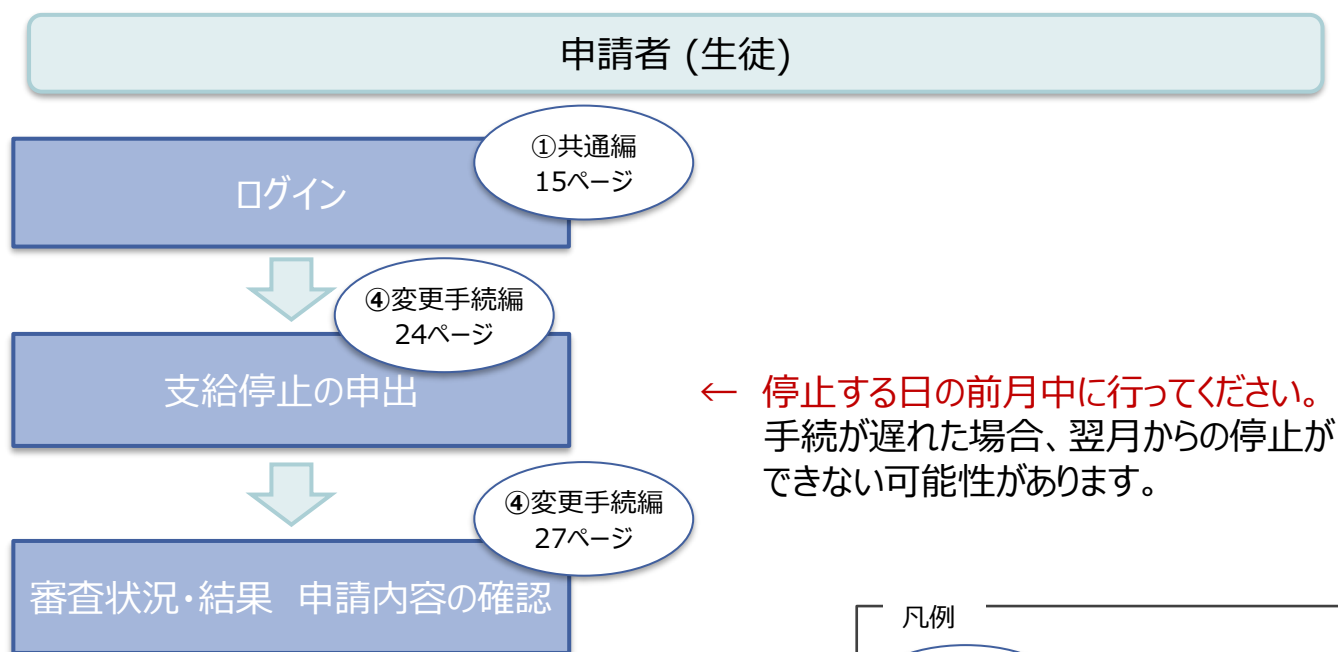 申請者 (生徒)
①共通編
15ページ
ログイン
④変更手続編
24ページ
支給停止の申出
← 停止する日の前月中に行ってください。
手続が遅れた場合、翌月からの停止が
できない可能性があります。
④変更手続編
27ページ
審査状況・結果　申請内容の確認
凡例